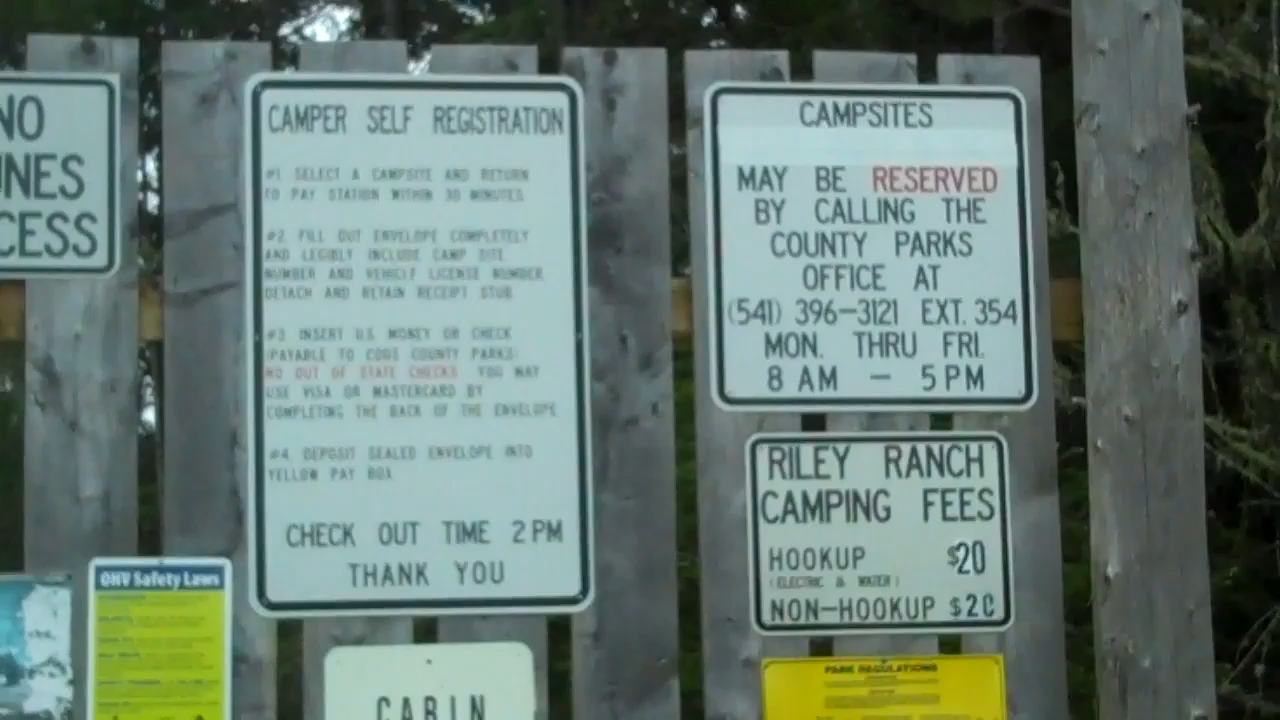 NO
UNES
CESS
CAMPER SELF REGISTRATION
#1 SELECT A CAMPSITE AND RETURN
TO PAY STATION WITHIN 30 MINUTES
#2 FILL OUT ENVELOPE COMPLETELY
AND LEGIBLY INCLUDE CAMP SITE
NUMBER AND VEHICLE LICENSE NUMBER
DETACH AND RETAIN RECEIPT STUB
#3 INSERT U.S. MONEY OR CHECK
(PAYABLE TO COOS COUNTY PARKS)
NO OUT OF STATE CHECKS YOU MAY
USE VISA OR MASTERCARD BY
COMPLETING THE BACK OF THE ENVELOPE
#4 DEPOSIT SEALED ENVELOPE INTO
YELLOW PAY BOX
CHECK OUT TIME 2 PM
THANK YOU
CAMPSITES
MAY BE RESERVED
BY CALLING THE
COUNTY PARKS
OFFICE AT
(541) 396-3121 EXT. 354
MON. THRU FRI.
8 AM - 5 PM
RILEY RANCH
CAMPING FEES
HOOKUP $20
(ELECTRIC & WATER)
NON-HOOKUP $20
OHV Safety Laws
CABIN
PARK REGULATIONS